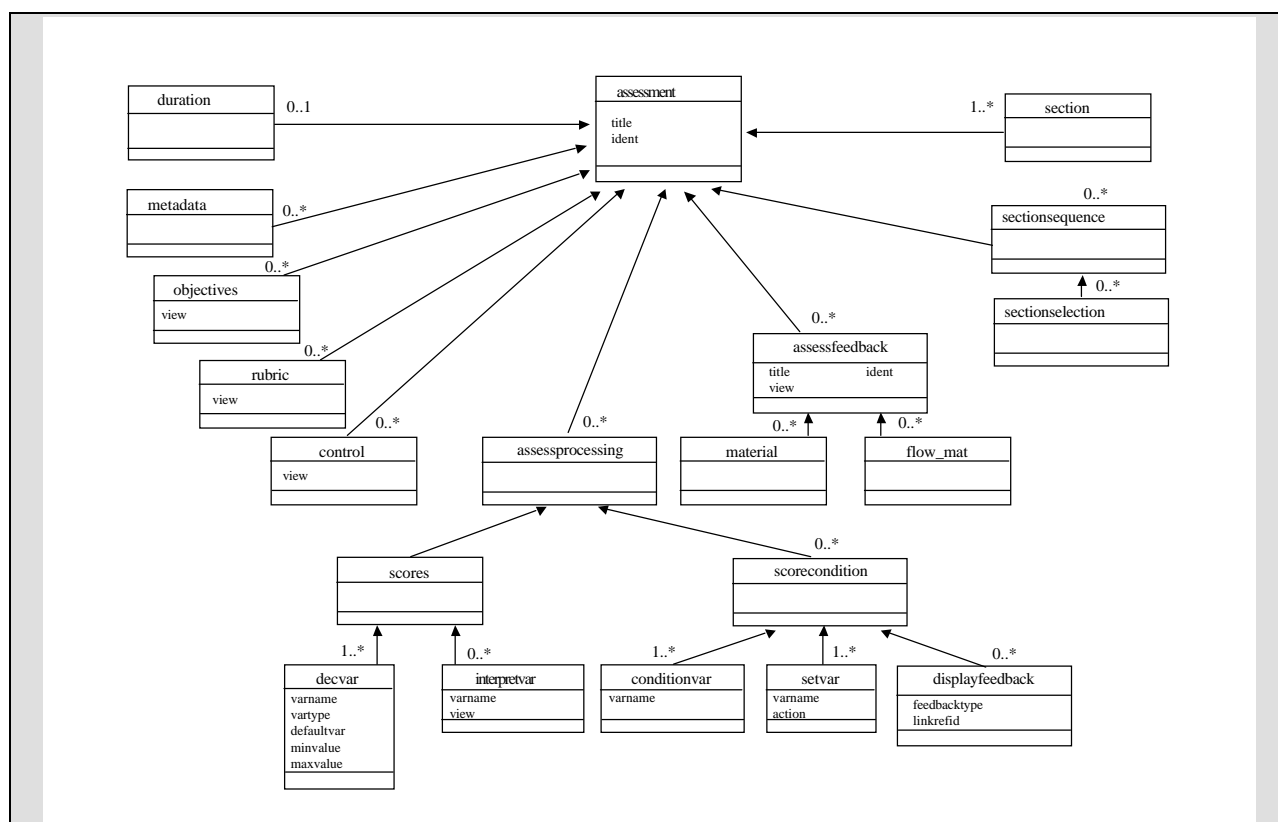 assessment
title
ident
duration
0..1
1..*
section
metadata
0..*
0..*
sectionsequence
0..*
objectives
view
0..*
sectionselection
0..*
rubric
view
0..*
assessfeedback
title ident
view
0..*
control
view
0..*
assessprocessing
0..*
material
0..*
flow_mat
scores
0..*
scorecondition
1..*
decvar
varname
vartype
defaultvar
minvalue
maxvalue
0..*
interpretvar
varname
view
1..*
conditionvar
varname
1..*
setvar
varname
action
0..*
displayfeedback
feedbacktype
linkrefid